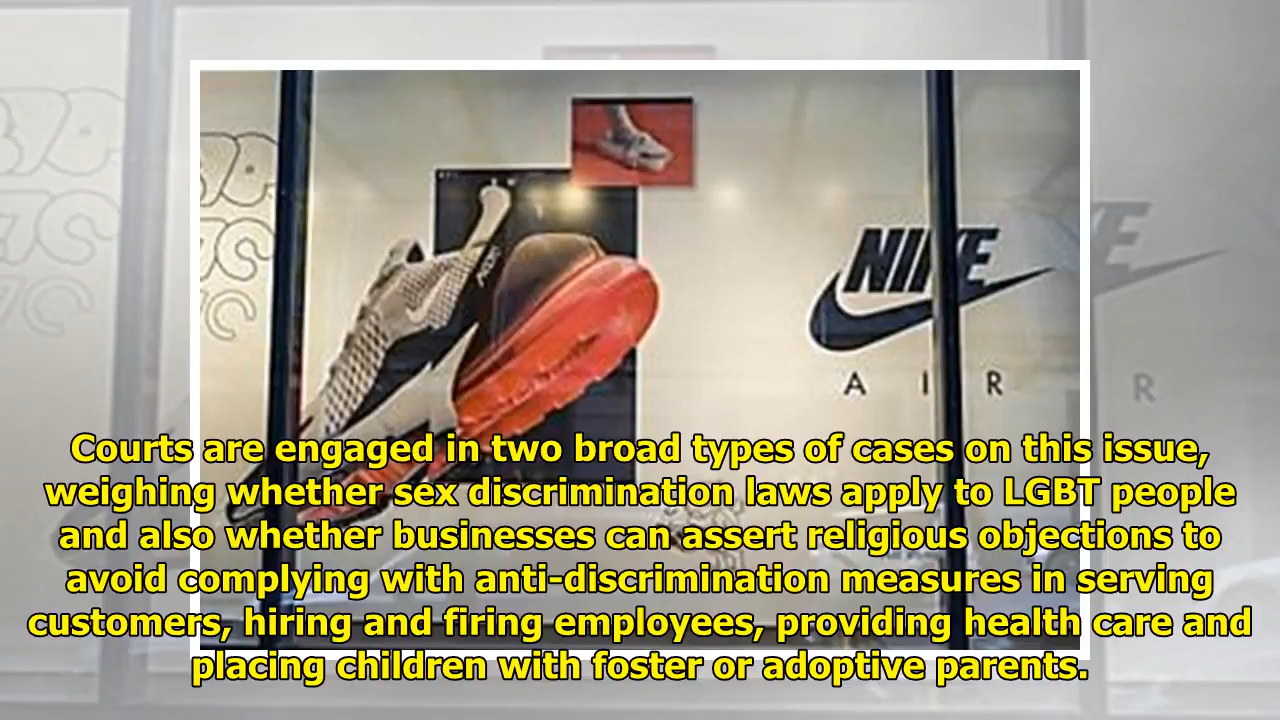 NIKE
A I R
Courts are engaged in two broad types of cases on this issue,
weighing whether sex discrimination laws apply to LGBT people
and also whether businesses can assert religious objections to
avoid complying with anti-discrimination measures in serving
customers, hiring and firing employees, providing health care and
placing children with foster or adoptive parents.